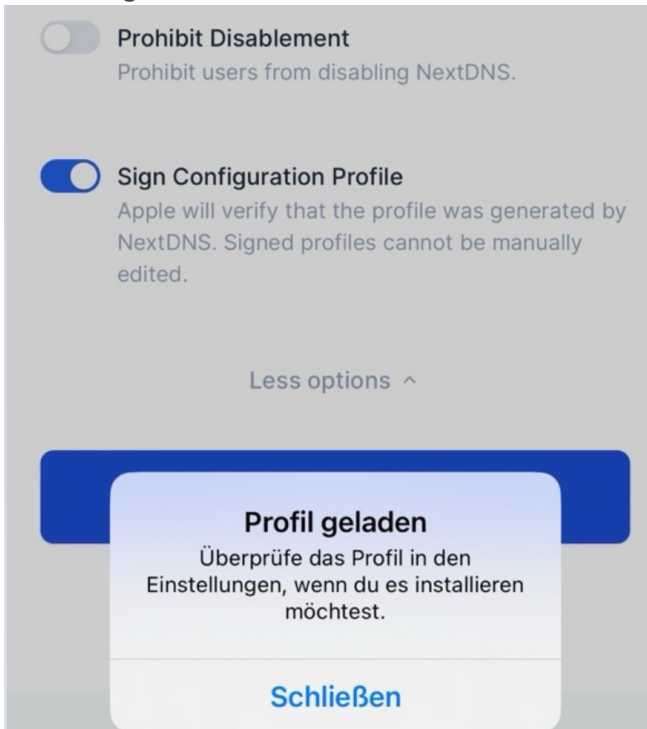 Prohibit Disablement
Prohibit users from disabling NextDNS.
Sign Configuration Profile
Apple will verify that the profile was generated by
NextDNS. Signed profiles cannot be manually
edited.
Less options ^
Profil geladen
Überprüfe das Profil in den
Einstellungen, wenn du es installieren
möchtest.
Schließen